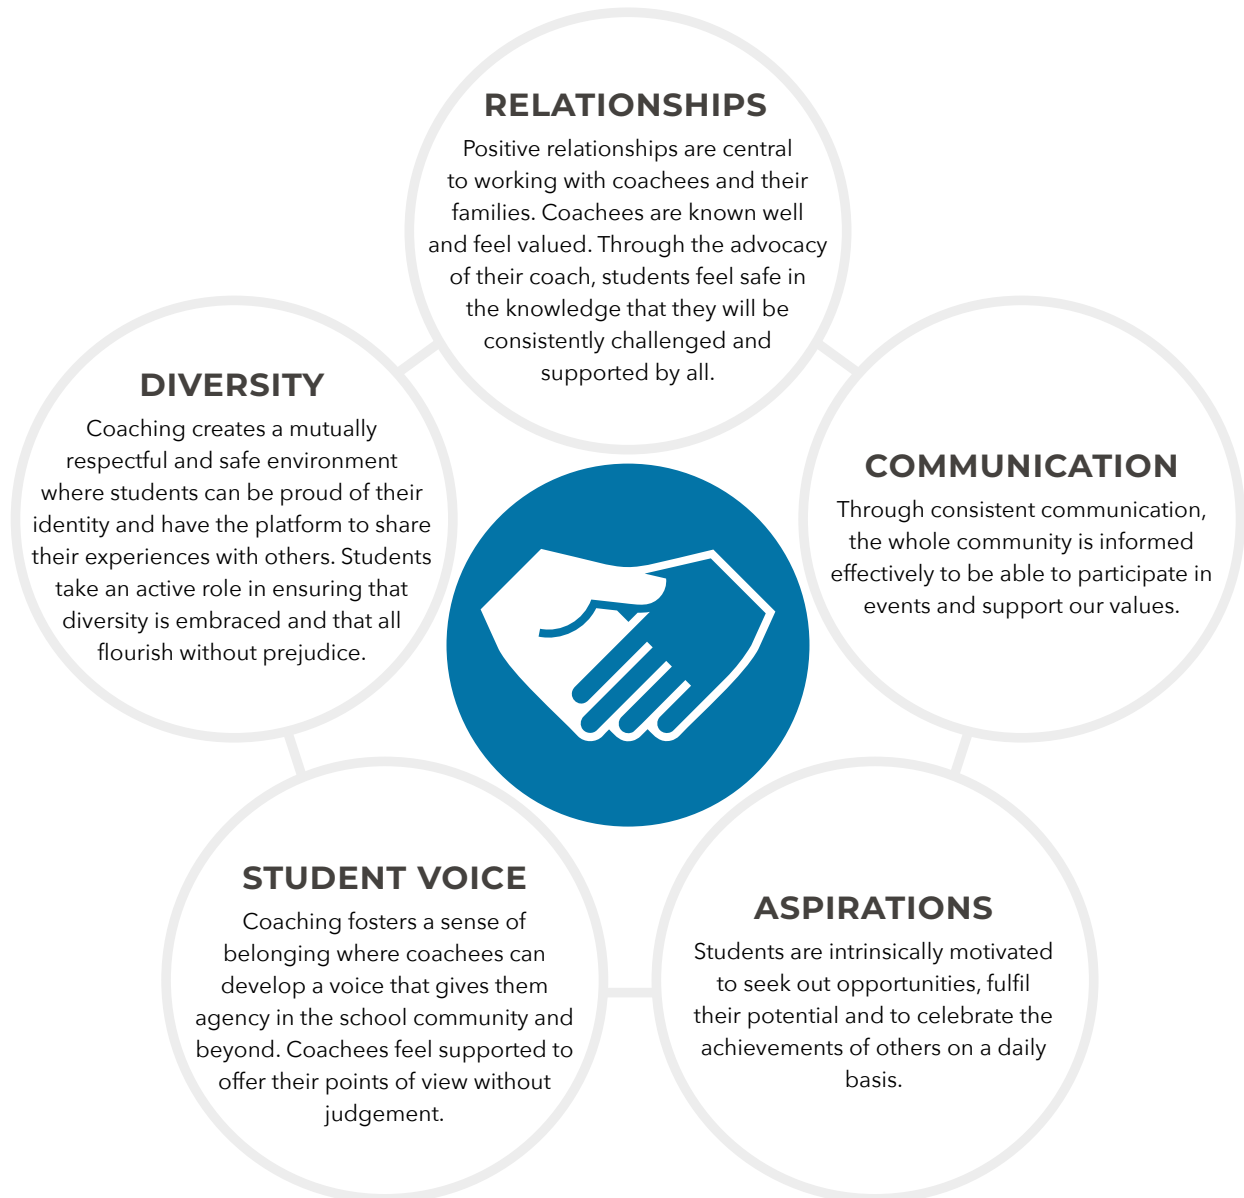 RELATIONSHIPS
Positive relationships are central
to working with coachees and their
families. Coachees are known well
and feel valued. Through the advocacy
of their coach, students feel safe in
the knowledge that they will be
consistently challenged and
supported by all.
DIVERSITY
Coaching creates a mutually
respectful and safe environment
where students can be proud of their
identity and have the platform to share
their experiences with others. Students
take an active role in ensuring that
diversity is embraced and that all
flourish without prejudice.
COMMUNICATION
Through consistent communication,
the whole community is informed
effectively to be able to participate in
events and support our values.
STUDENT VOICE
Coaching fosters a sense of
belonging where coachees can
develop a voice that gives them
agency in the school community and
beyond. Coachees feel supported to
offer their points of view without
judgement.
ASPIRATIONS
Students are intrinsically motivated
to seek out opportunities, fulfil
their potential and to celebrate the
achievements of others on a daily
basis.